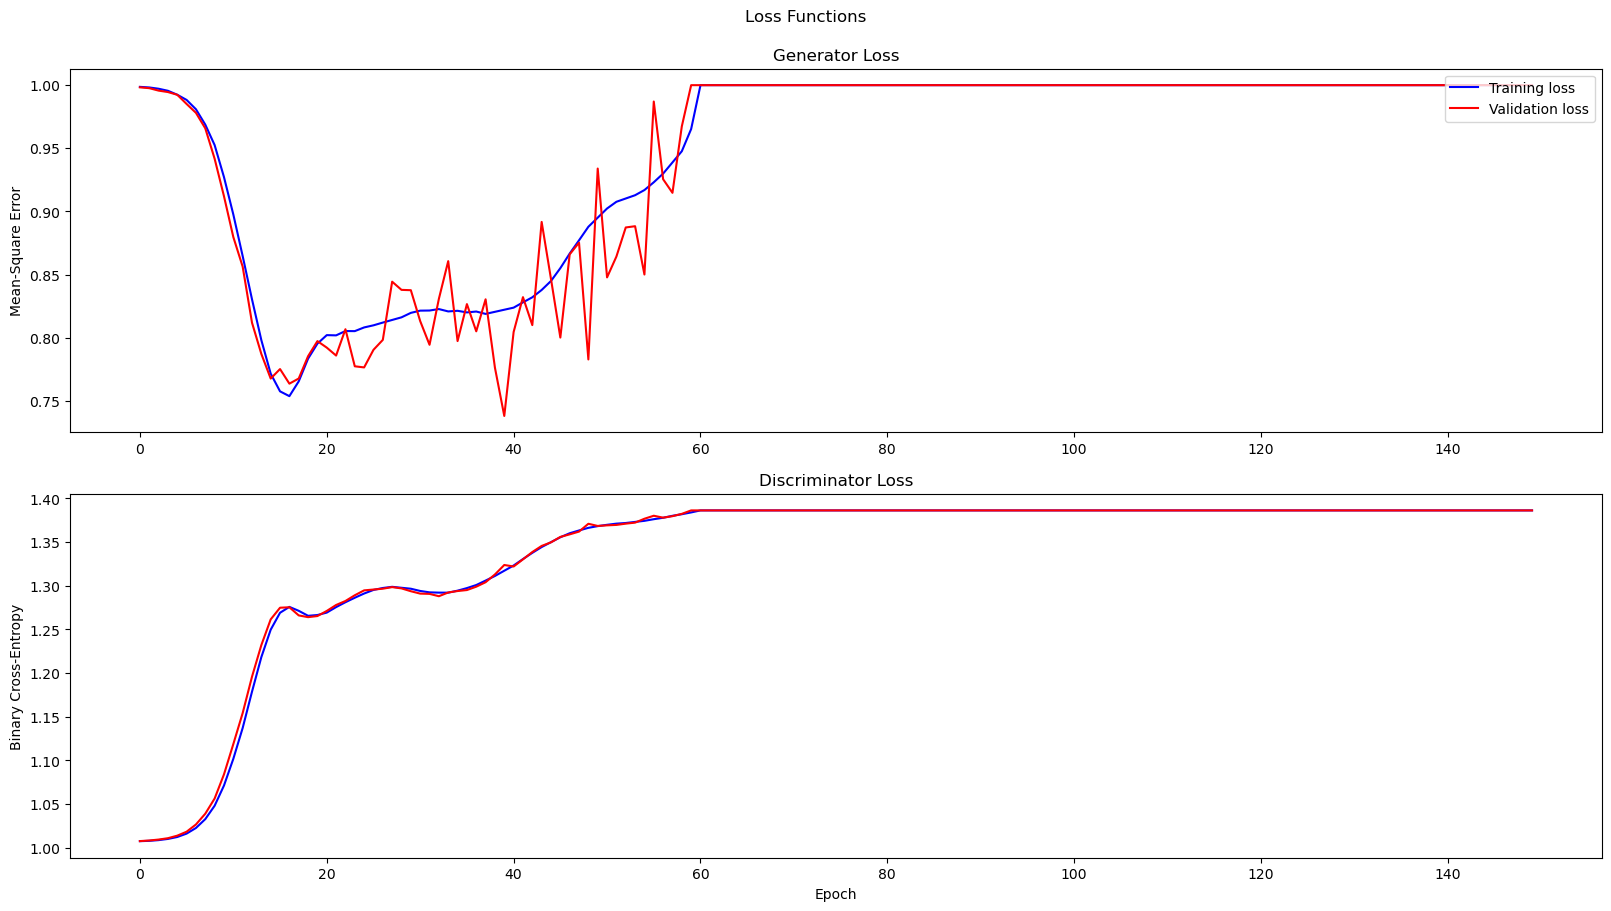 Loss Functions
Generator Loss
Mean-Square Error
1.00
0.95
0.90
0.85
0.80
0.75
Training loss
Validation loss
0 20 40 60 80 100 120 140
Discriminator Loss
Binary Cross-Entropy
1.40
1.35
1.30
1.25
1.20
1.15
1.10
1.05
1.00
0 20 40 60 80 100 120 140
Epoch